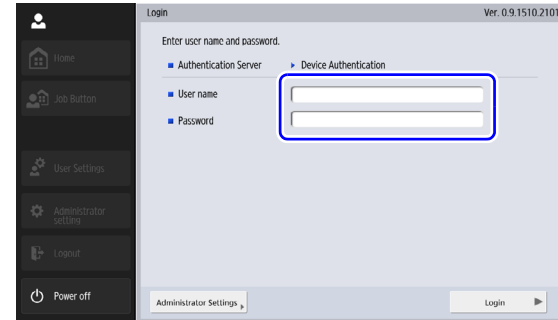 Login
Ver. 0.9.1510.2101
Home
Job Button
User Settings
Administrator
setting
Logout
Power off
Enter user name and password.
Authentication Server
Device Authentication
User name
Password
Administrator Settings
Login